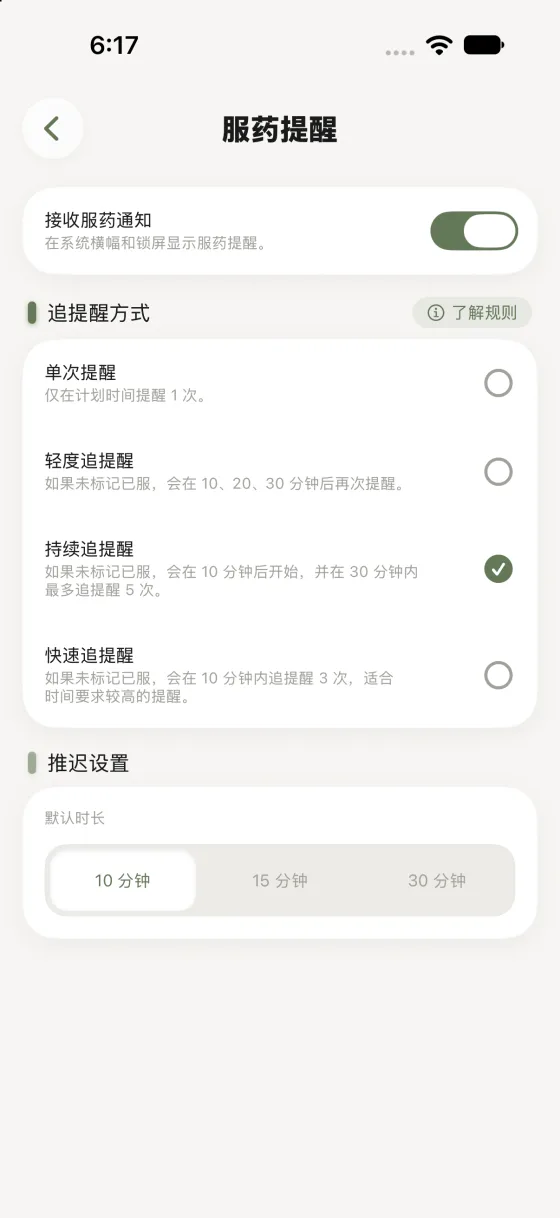 6:17
服药提醒
接收服药通知
在系统横幅和锁屏显示服药提醒。
追提醒方式
了解规则
单次提醒
仅在计划时间提醒 1 次。
轻度追提醒
如果未标记已服，会在 10、20、30 分钟后再次提醒。
持续追提醒
如果未标记已服，会在 10 分钟后开始，并在 30 分钟内
最多追提醒 5 次。
快速追提醒
如果未标记已服，会在 10 分钟内追提醒 3 次，适合
时间要求较高的提醒。
推迟设置
默认时长
10 分钟
15 分钟
30 分钟